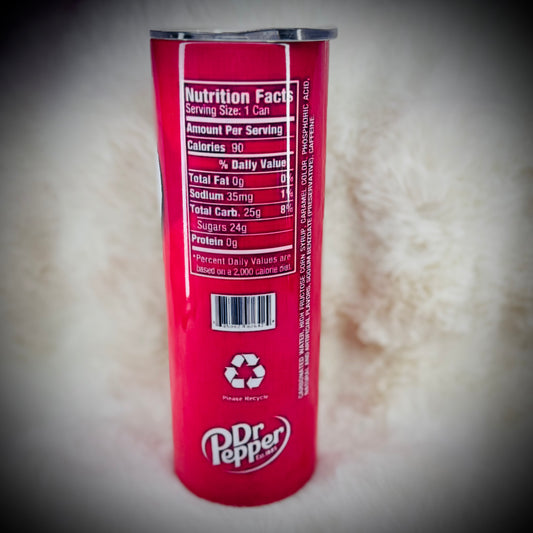 Nutrition Facts
Serving Size: 1 Can
Amount Per Serving
Calories 90
% Daily Value
Total Fat 0g 0%
Sodium 35mg 1%
Total Carb. 25g 8%
Sugars 24g
Protein 0g
*Percent Daily Values are
based on a 2,000 calorie diet.
CARBONATED WATER, HIGH FRUCTOSE CORN SYRUP, CARAMEL COLOR, PHOSPHORIC ACID,
NATURAL AND ARTIFICIAL FLAVORS, SODIUM BENZOATE (PRESERVATIVE), CAFFEINE
Please Recycle
Dr
Pepper
Est. 1885